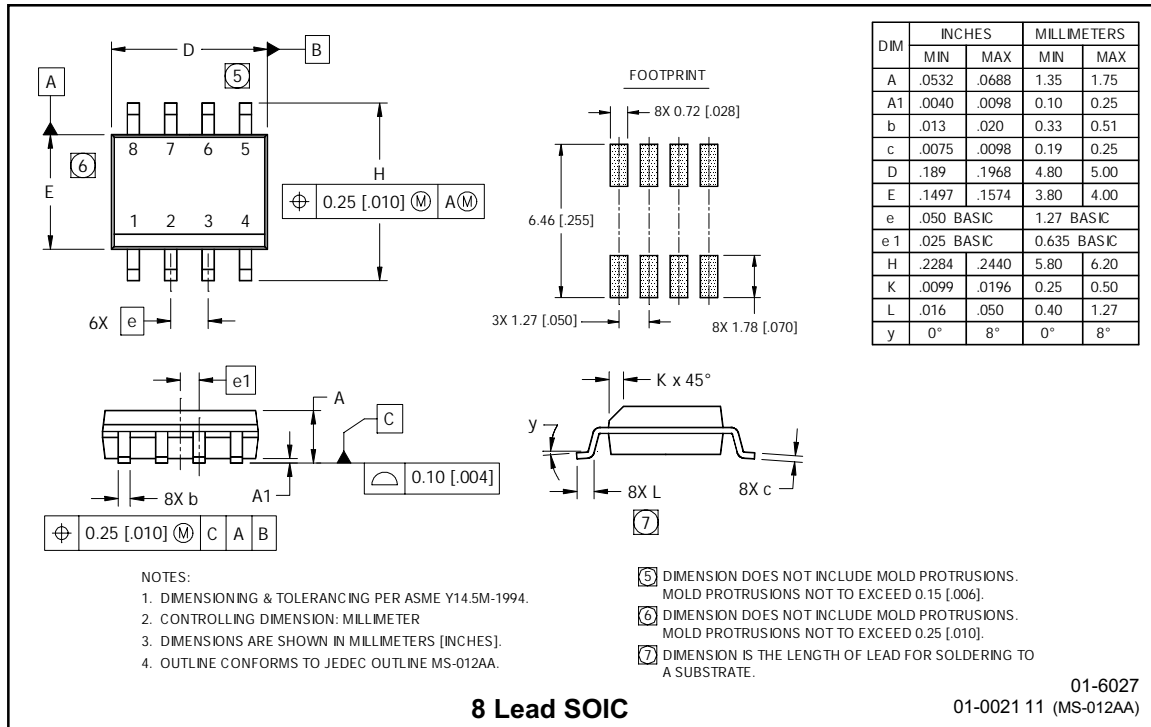 D
B
5
A
8 7 6 5
6
E
H
⌖ 0.25 [.010] Ⓜ AⓂ
1 2 3 4
6X e
FOOTPRINT
8X 0.72 [.028]
6.46 [.255]
3X 1.27 [.050]
8X 1.78 [.070]
DIM INCHES MILLIMETERS
MIN MAX MIN MAX
A .0532 .0688 1.35 1.75
A1 .0040 .0098 0.10 0.25
b .013 .020 0.33 0.51
c .0075 .0098 0.19 0.25
D .189 .1968 4.80 5.00
E .1497 .1574 3.80 4.00
e .050 BASIC 1.27 BASIC
e 1 .025 BASIC 0.635 BASIC
H .2284 .2440 5.80 6.20
K .0099 .0196 0.25 0.50
L .016 .050 0.40 1.27
y 0° 8° 0° 8°
e1
A
C
⌓ 0.10 [.004]
8X b
A1
⌖ 0.25 [.010] Ⓜ C A B
K x 45°
y
8X L
7
8X c
NOTES:
1. DIMENSIONING & TOLERANCING PER ASME Y14.5M-1994.
2. CONTROLLING DIMENSION: MILLIMETER
3. DIMENSIONS ARE SHOWN IN MILLIMETERS [INCHES].
4. OUTLINE CONFORMS TO JEDEC OUTLINE MS-012AA.
5 DIMENSION DOES NOT INCLUDE MOLD PROTRUSIONS.
MOLD PROTRUSIONS NOT TO EXCEED 0.15 [.006].
6 DIMENSION DOES NOT INCLUDE MOLD PROTRUSIONS.
MOLD PROTRUSIONS NOT TO EXCEED 0.25 [.010].
7 DIMENSION IS THE LENGTH OF LEAD FOR SOLDERING TO
A SUBSTRATE.
8 Lead SOIC
01-6027
01-0021 11 (MS-012AA)